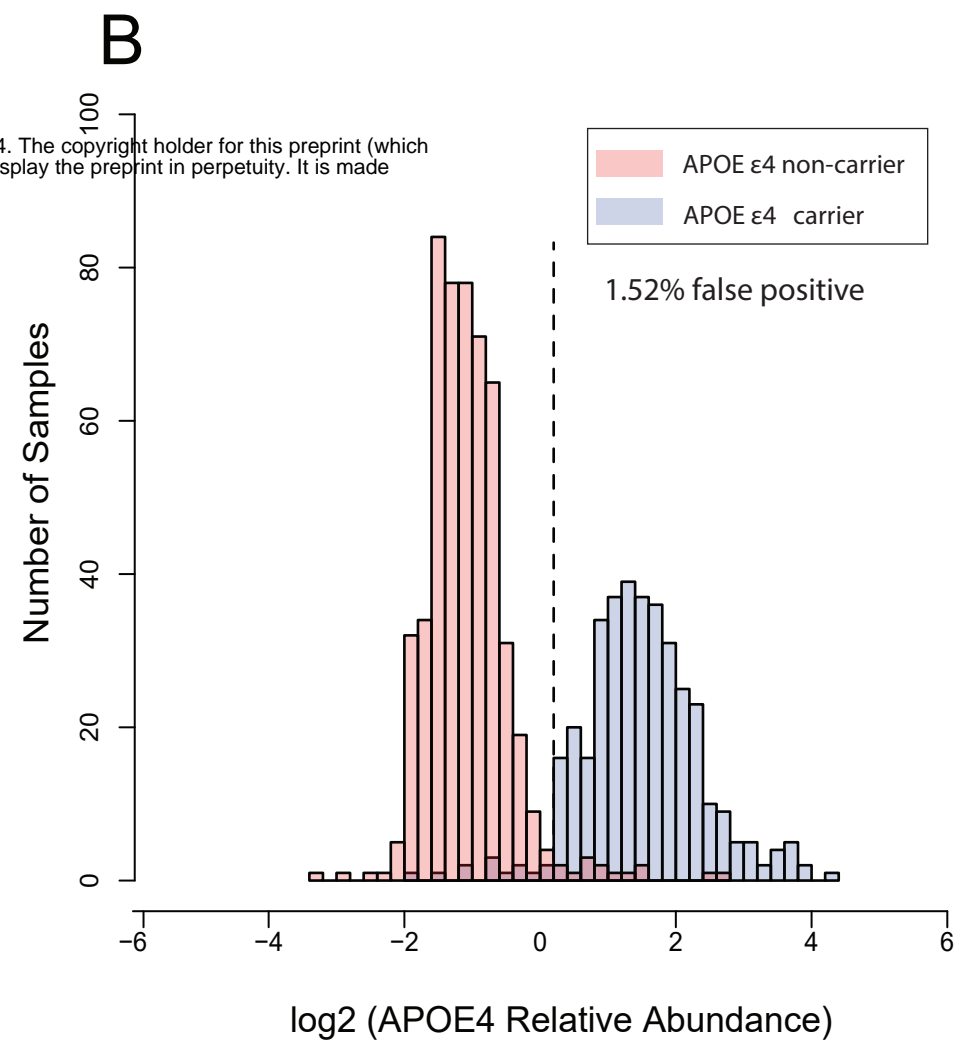 B
4. The copyright holder for this preprint (which
splay the preprint in perpetuity. It is made
APOE ε4 non-carrier
APOE ε4 carrier
1.52% false positive
Number of Samples
100
80
60
40
20
0
−6 −4 −2 0 2 4 6
log2 (APOE4 Relative Abundance)